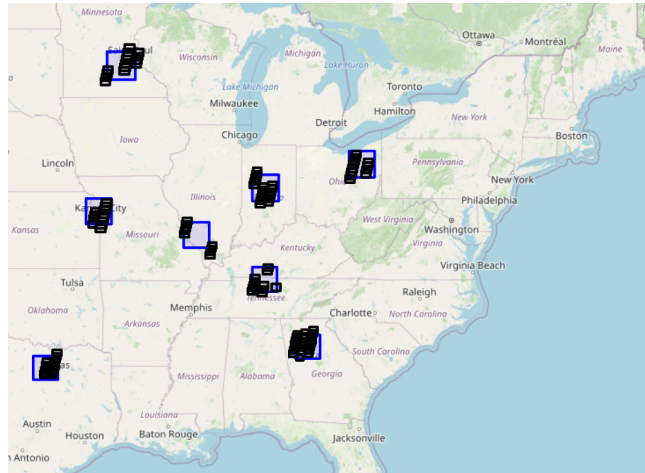 Minnesota
Ottawa
Montréal
Maine
Wisconsin
Michigan
Lake Huron
Toronto
Lake Michigan
Milwaukee
Hamilton
New York
Detroit
Boston
Chicago
Iowa
Lincoln
Pennsylvania
New York
Illinois
Philadelphia
Kansas
Missouri
West Virginia
Washington
Kentucky
Virginia
Virginia Beach
Tulsa
Tennessee
Raleigh
Memphis
Charlotte
North Carolina
Oklahoma
Arkansas
South Carolina
Mississippi
Alabama
Georgia
Louisiana
Austin
Houston
Baton Rouge
Jacksonville
n Antonio